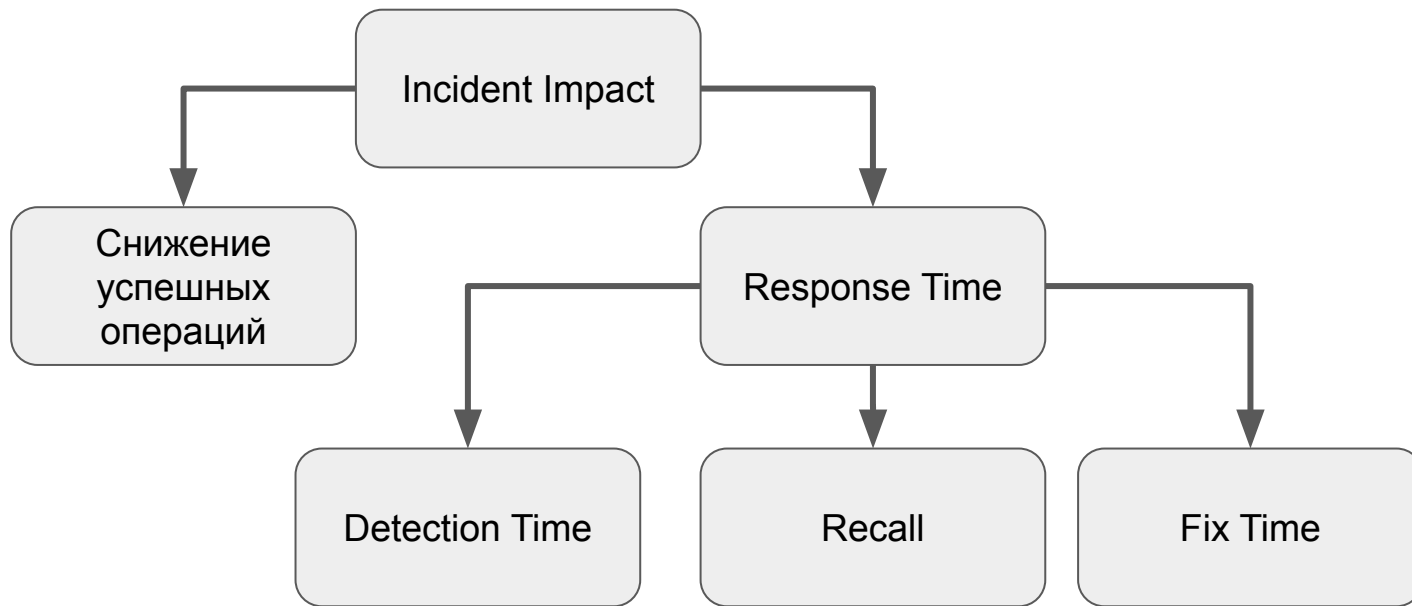 Incident Impact
Снижение
успешных
операций
Response Time
Detection Time
Recall
Fix Time